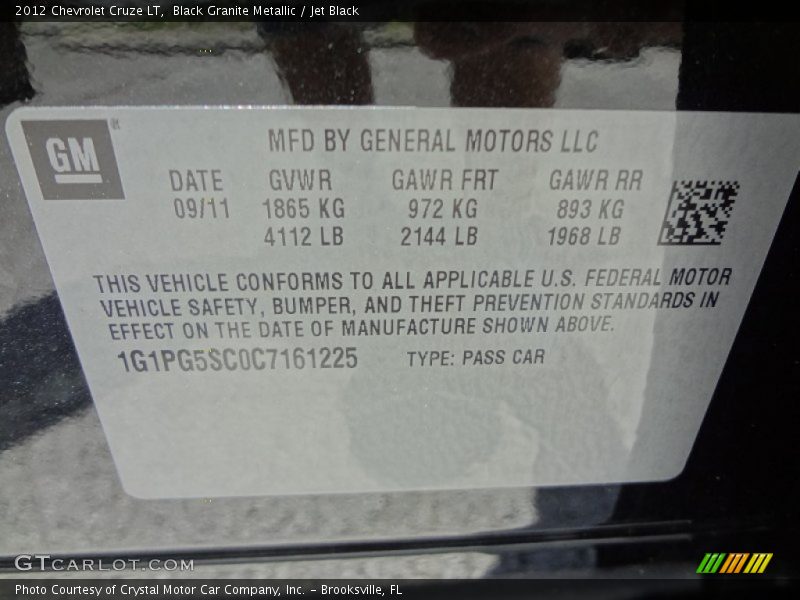 2012 Chevrolet Cruze LT, Black Granite Metallic / Jet Black
GM
MFD BY GENERAL MOTORS LLC
DATE GVWR GAWR FRT GAWR RR
09/11 1865 KG 972 KG 893 KG
4112 LB 2144 LB 1968 LB
THIS VEHICLE CONFORMS TO ALL APPLICABLE U.S. FEDERAL MOTOR
VEHICLE SAFETY, BUMPER, AND THEFT PREVENTION STANDARDS IN
EFFECT ON THE DATE OF MANUFACTURE SHOWN ABOVE.
1G1PG5SC0C7161225 TYPE: PASS CAR
GTCARLOT.COM
Photo Courtesy of Crystal Motor Car Company, Inc. – Brooksville, FL